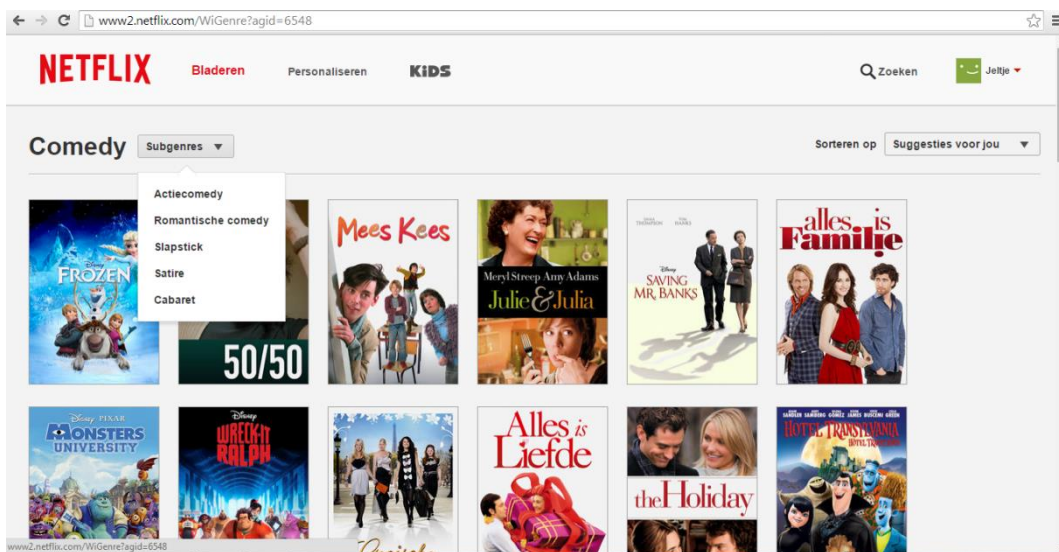 www2.netflix.com/WiGenre?agid=6548
NETFLIX Bladeren Personaliseren KiDS Zoeken Jeltje
Comedy Subgenres Sorteren op Suggesties voor jou
Actiecomedy
Romantische comedy
Slapstick
Satire
Cabaret
Disney
FROZEN
50/50
Mees Kees
Meryl Streep Amy Adams
Julie & Julia
Disney
SAVING
MR. BANKS
alles is
Familie
Disney PIXAR
MONSTERS
UNIVERSITY
Disney
WRECK-IT
RALPH
Alles is
Liefde
the Holiday
HOTEL TRANSYLVANIA
www2.netflix.com/WiGenre?agid=6548